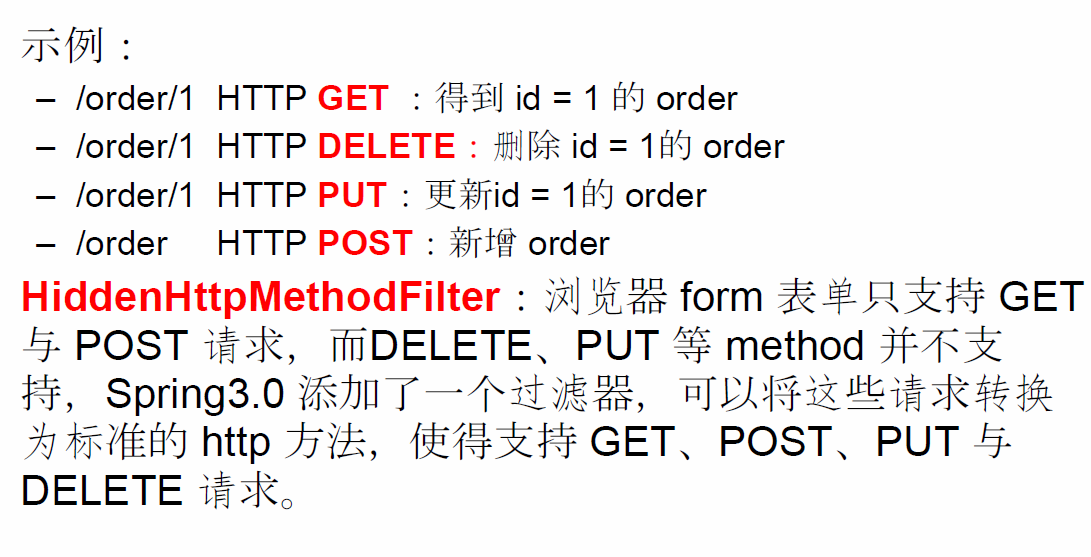 示例：
– /order/1 HTTP GET ：得到 id = 1 的 order
– /order/1 HTTP DELETE：删除 id = 1的 order
– /order/1 HTTP PUT：更新id = 1的 order
– /order HTTP POST：新增 order
HiddenHttpMethodFilter：浏览器 form 表单只支持 GET
与 POST 请求，而DELETE、PUT 等 method 并不支
持，Spring3.0 添加了一个过滤器，可以将这些请求转换
为标准的 http 方法，使得支持 GET、POST、PUT 与
DELETE 请求。